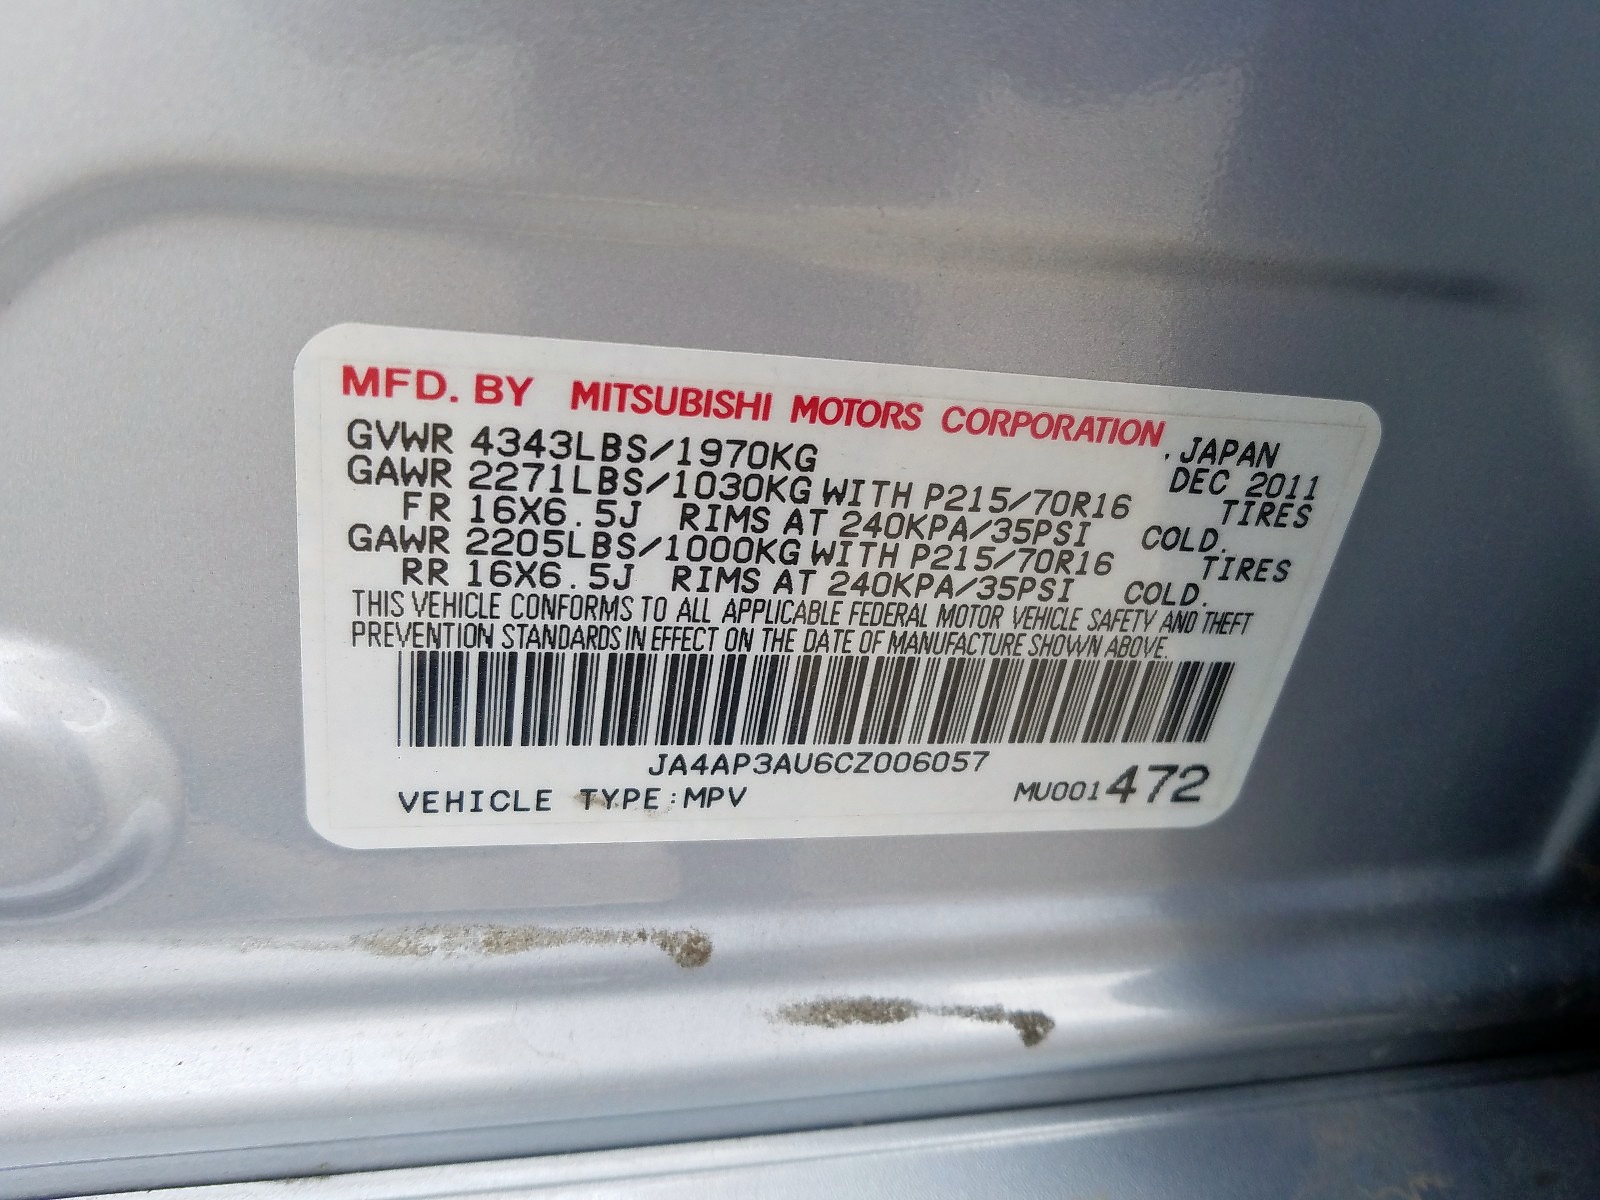 MFD. BY MITSUBISHI MOTORS CORPORATION, JAPAN
GVWR 4343LBS/1970KG DEC 2011
GAWR 2271LBS/1030KG WITH P215/70R16 TIRES
FR 16X6.5J RIMS AT 240KPA/35PSI COLD.
GAWR 2205LBS/1000KG WITH P215/70R16 TIRES
RR 16X6.5J RIMS AT 240KPA/35PSI COLD.
THIS VEHICLE CONFORMS TO ALL APPLICABLE FEDERAL MOTOR VEHICLE SAFETY AND THEFT
PREVENTION STANDARDS IN EFFECT ON THE DATE OF MANUFACTURE SHOWN ABOVE.
JA4AP3AU6CZ006057
VEHICLE TYPE:MPV MU001472